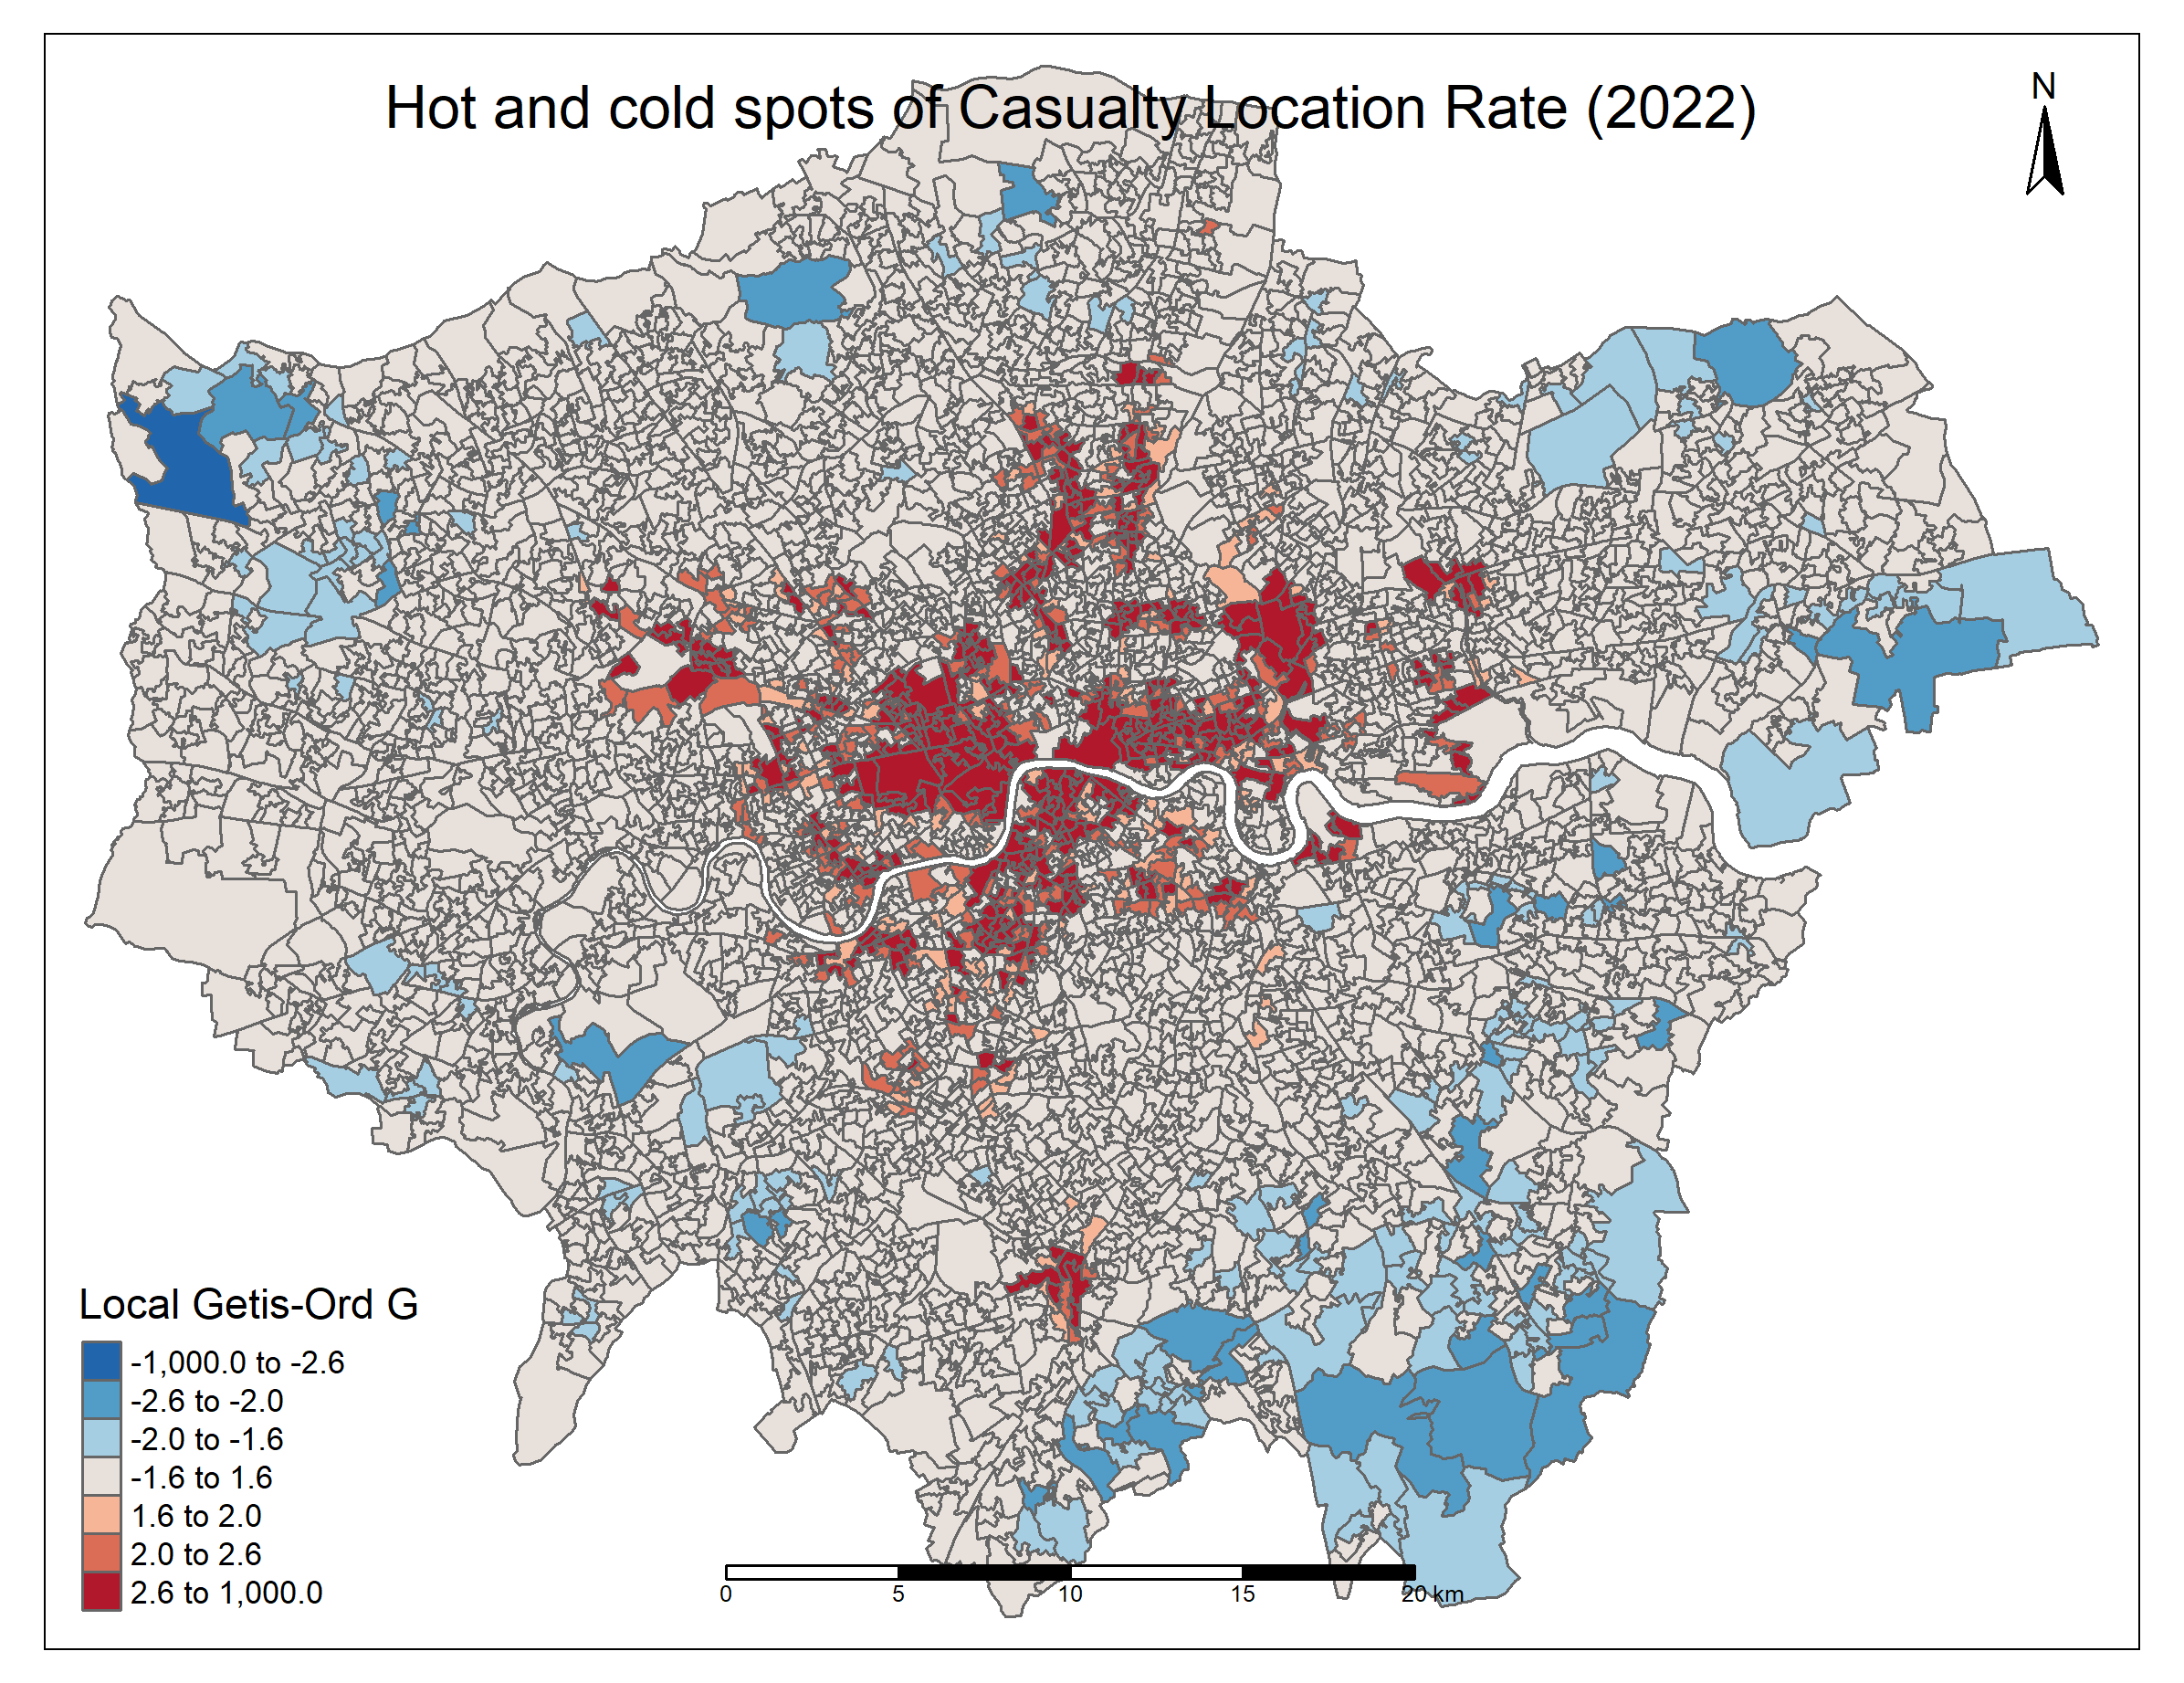 Hot and cold spots of Casualty Location Rate (2022)
N
Local Getis-Ord G
-1,000.0 to -2.6
-2.6 to -2.0
-2.0 to -1.6
-1.6 to 1.6
1.6 to 2.0
2.0 to 2.6
2.6 to 1,000.0
0 5 10 15 20 km